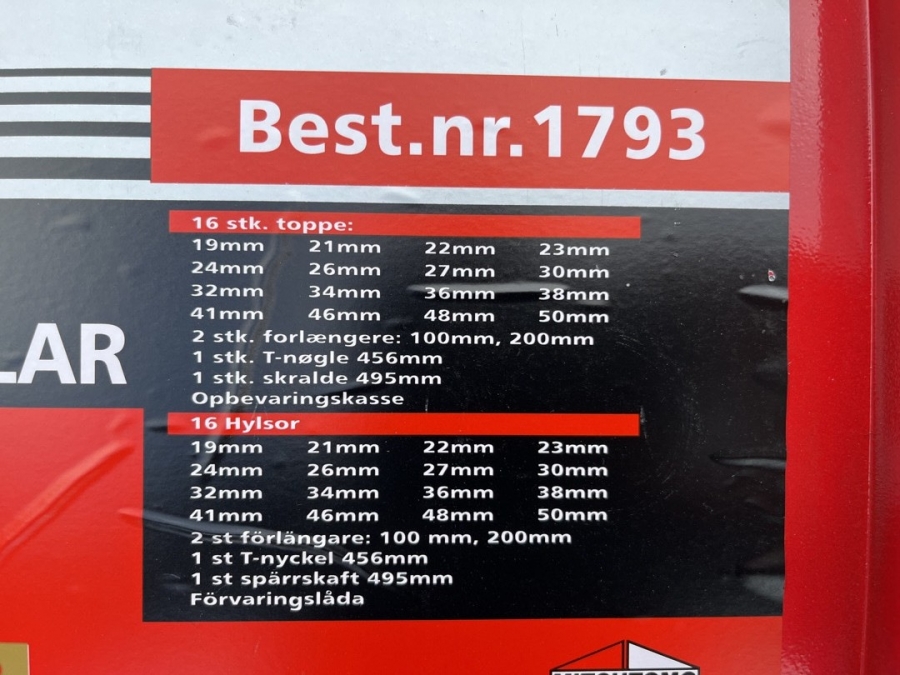 Best.nr.1793
16 stk. toppe:
19mm 21mm 22mm 23mm
24mm 26mm 27mm 30mm
32mm 34mm 36mm 38mm
41mm 46mm 48mm 50mm
2 stk. forlængere: 100mm, 200mm
1 stk. T-nøgle 456mm
1 stk. skralde 495mm
Opbevaringskasse
LAR
16 Hylsor
19mm 21mm 22mm 23mm
24mm 26mm 27mm 30mm
32mm 34mm 36mm 38mm
41mm 46mm 48mm 50mm
2 st förlängare: 100 mm, 200mm
1 st T-nyckel 456mm
1 st spärrskaft 495mm
Förvaringslåda